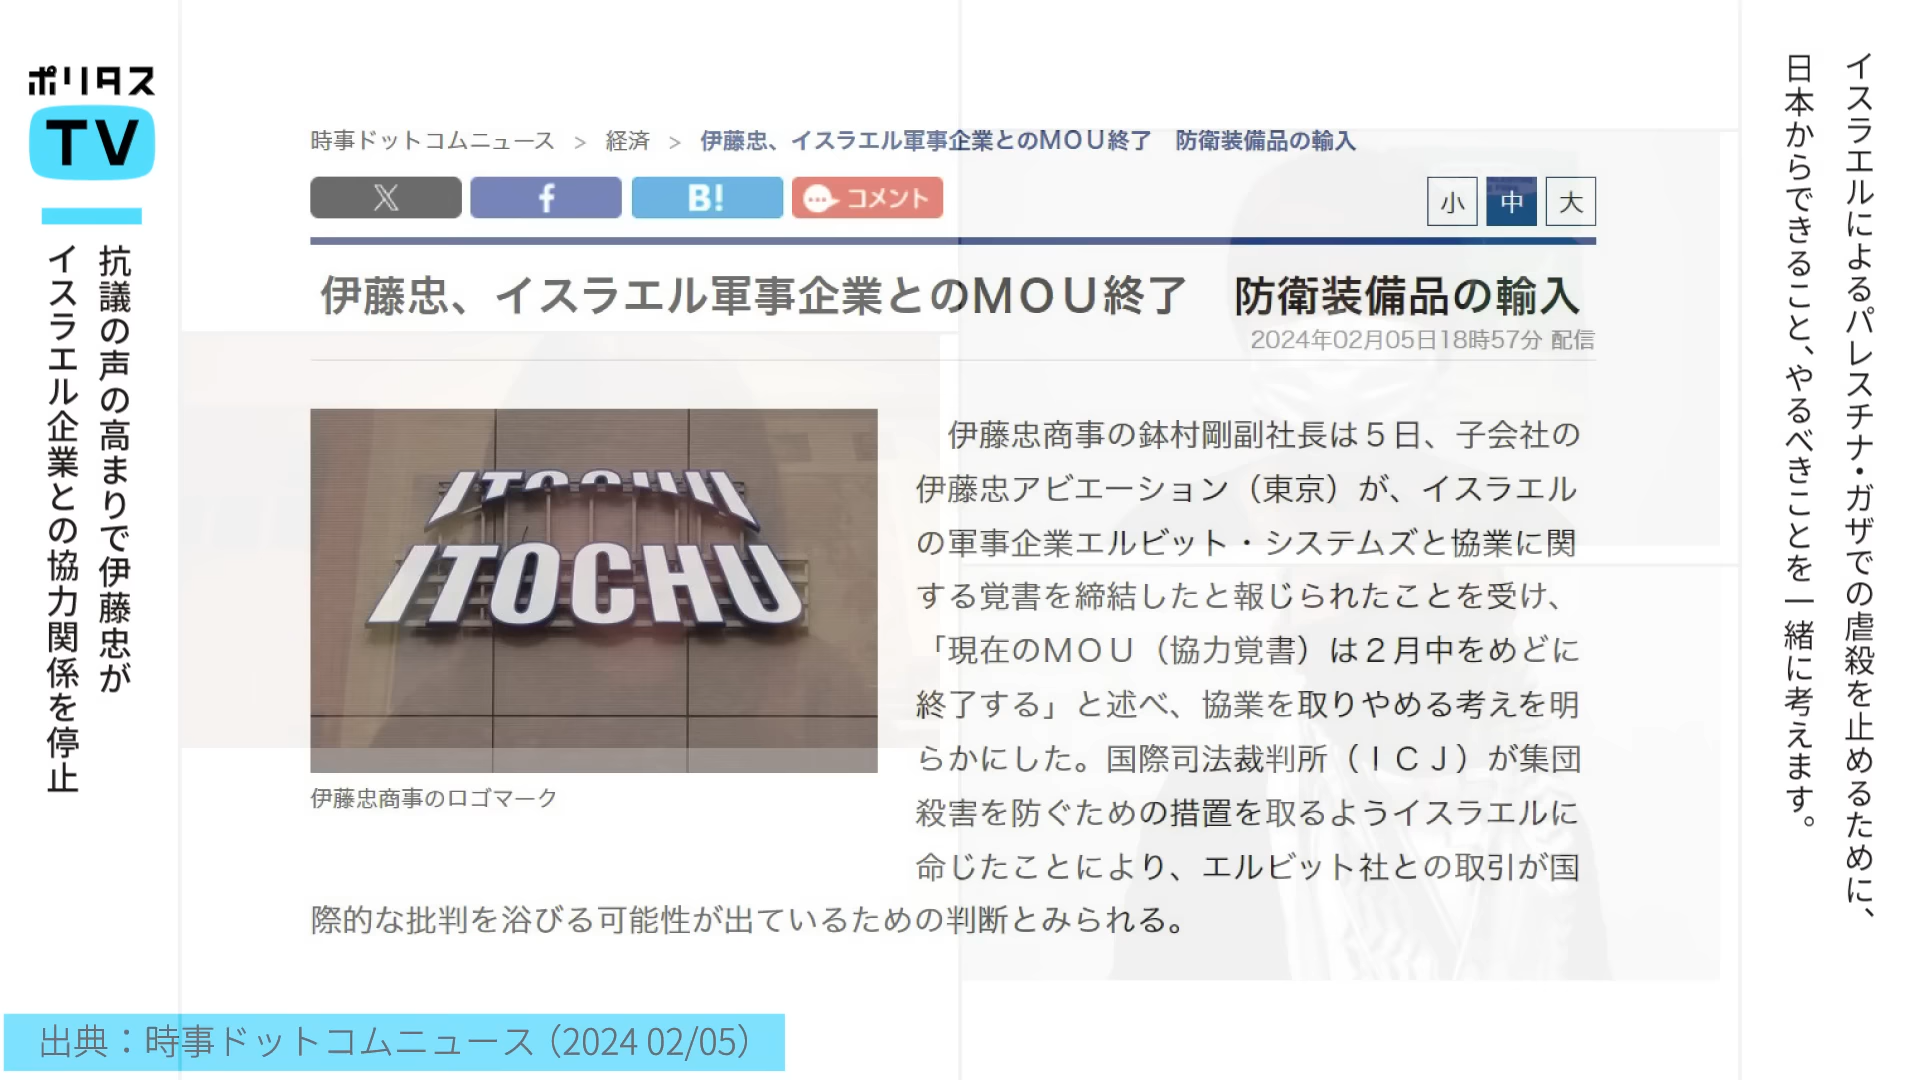 ポリタス
TV
抗議の声の高まりで伊藤忠が
イスラエル企業との協力関係を停止
時事ドットコムニュース > 経済 > 伊藤忠、イスラエル軍事企業とのＭＯＵ終了　防衛装備品の輸入
X f B! コメント
小 中 大
伊藤忠、イスラエル軍事企業とのＭＯＵ終了　防衛装備品の輸入
2024年02月05日18時57分 配信
ITOCHU
伊藤忠商事のロゴマーク
伊藤忠商事の鉢村剛副社長は５日、子会社の
伊藤忠アビエーション（東京）が、イスラエル
の軍事企業エルビット・システムズと協業に関
する覚書を締結したと報じられたことを受け、
「現在のＭＯＵ（協力覚書）は２月中をめどに
終了する」と述べ、協業を取りやめる考えを明
らかにした。国際司法裁判所（ＩＣＪ）が集団
殺害を防ぐための措置を取るようイスラエルに
命じたことにより、エルビット社との取引が国
際的な批判を浴びる可能性が出ているための判断とみられる。
イスラエルによるパレスチナ・ガザでの虐殺を止めるために、
日本からできること、やるべきことを一緒に考えます。
出典：時事ドットコムニュース（2024 02/05）